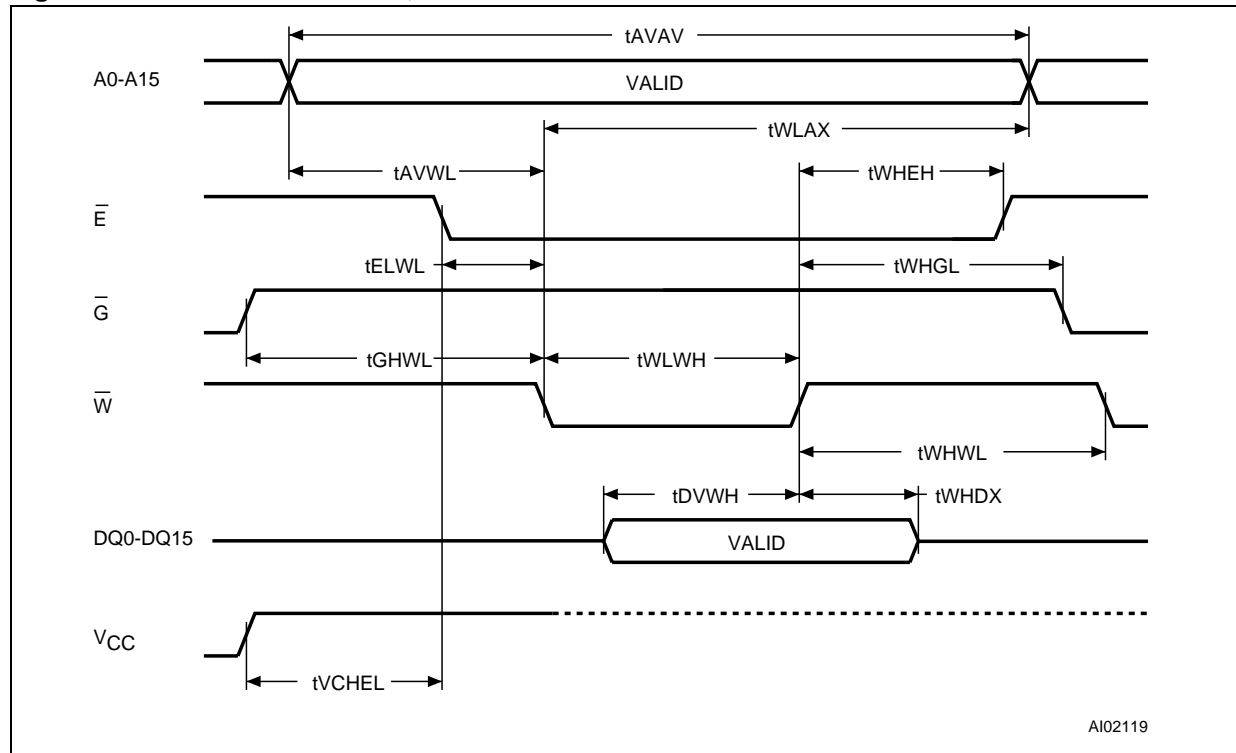 tAVAV
A0-A15
VALID
tWLAX
tAVWL
tWHEH
E
tELWL
tWHGL
G
tGHWL
tWLWH
W
tWHWL
tDVWH
tWHDX
DQ0-DQ15
VALID
VCC
tVCHEL
AI02119